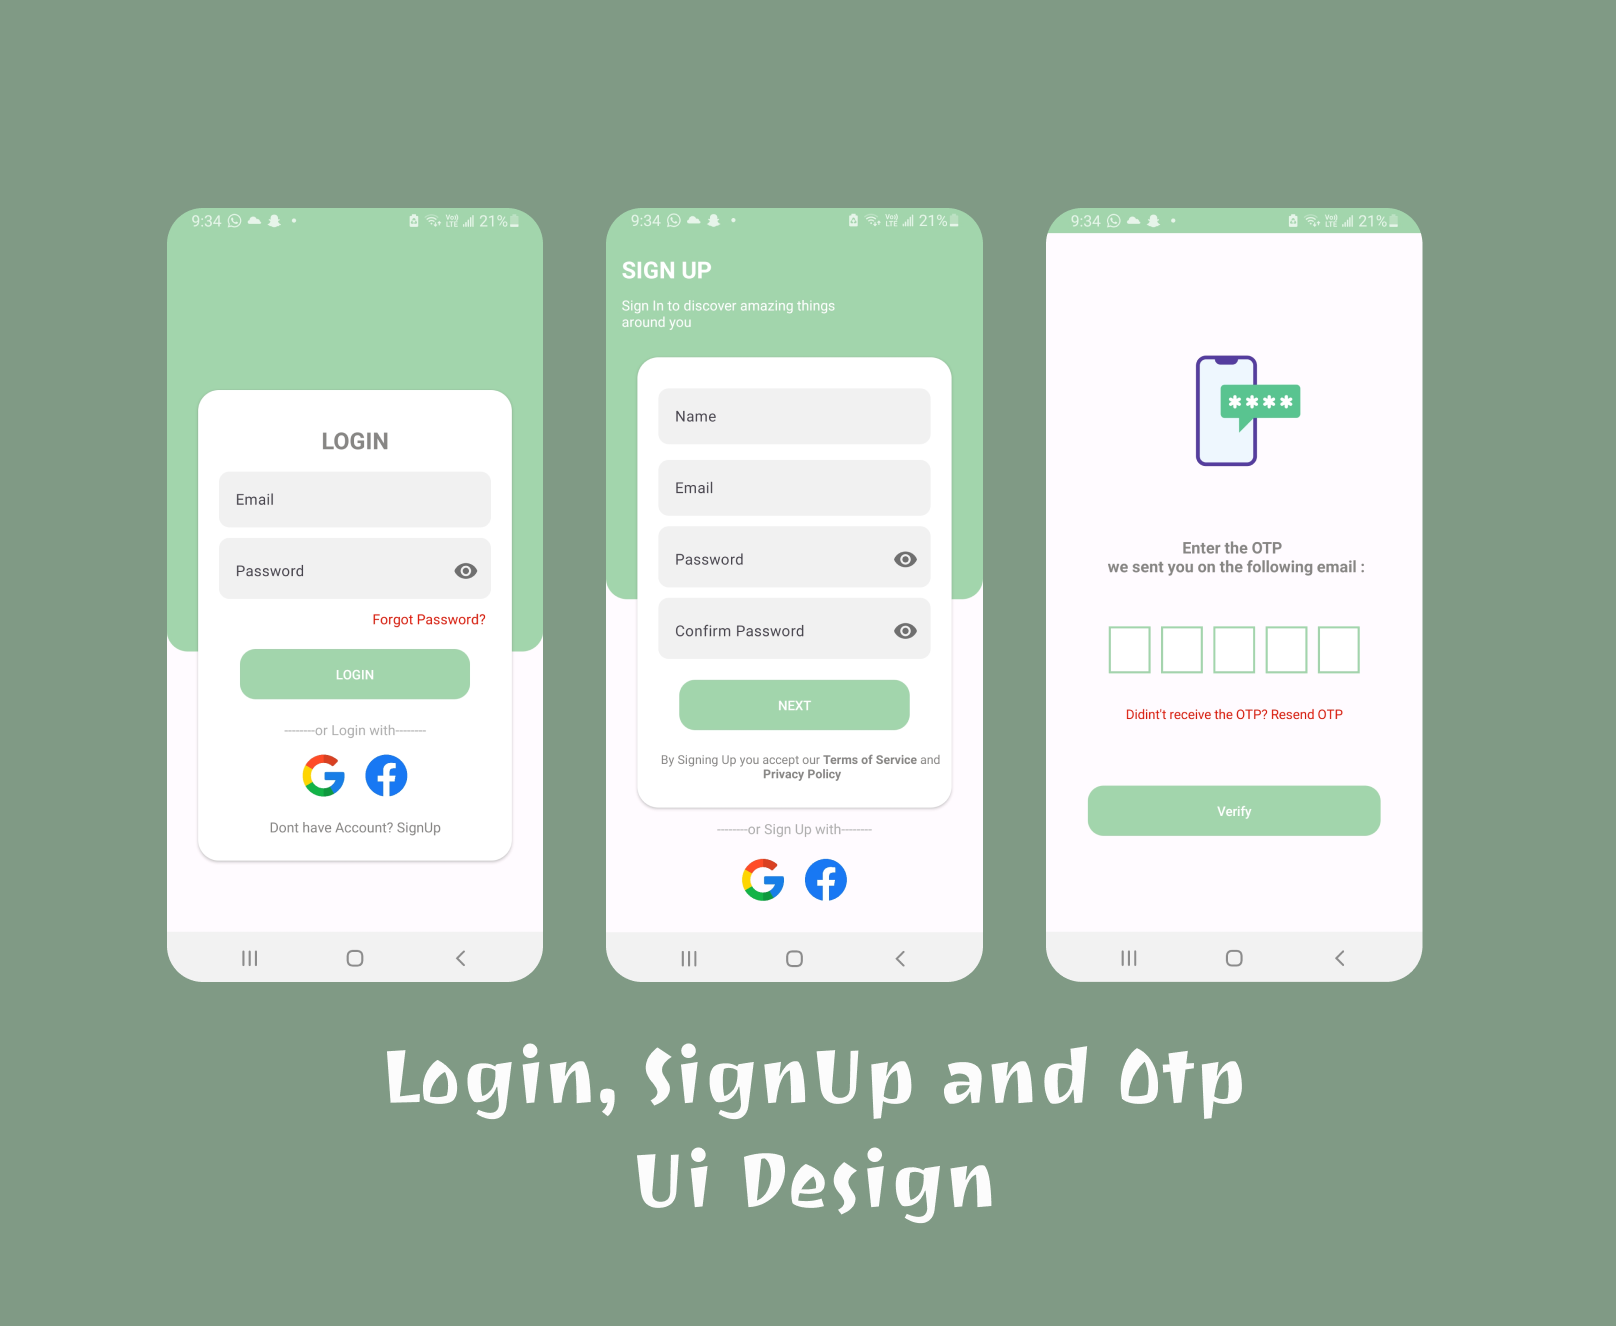 9:34 21%
LOGIN
Email
Password
Forgot Password?
LOGIN
--------or Login with--------
Dont have Account? SignUp
9:34 21%
SIGN UP
Sign In to discover amazing things
around you
Name
Email
Password
Confirm Password
NEXT
By Signing Up you accept our Terms of Service and
Privacy Policy
--------or Sign Up with--------
9:34 21%
****
Enter the OTP
we sent you on the following email :
Didint't receive the OTP? Resend OTP
Verify
Login, SignUp and Otp
Ui Design